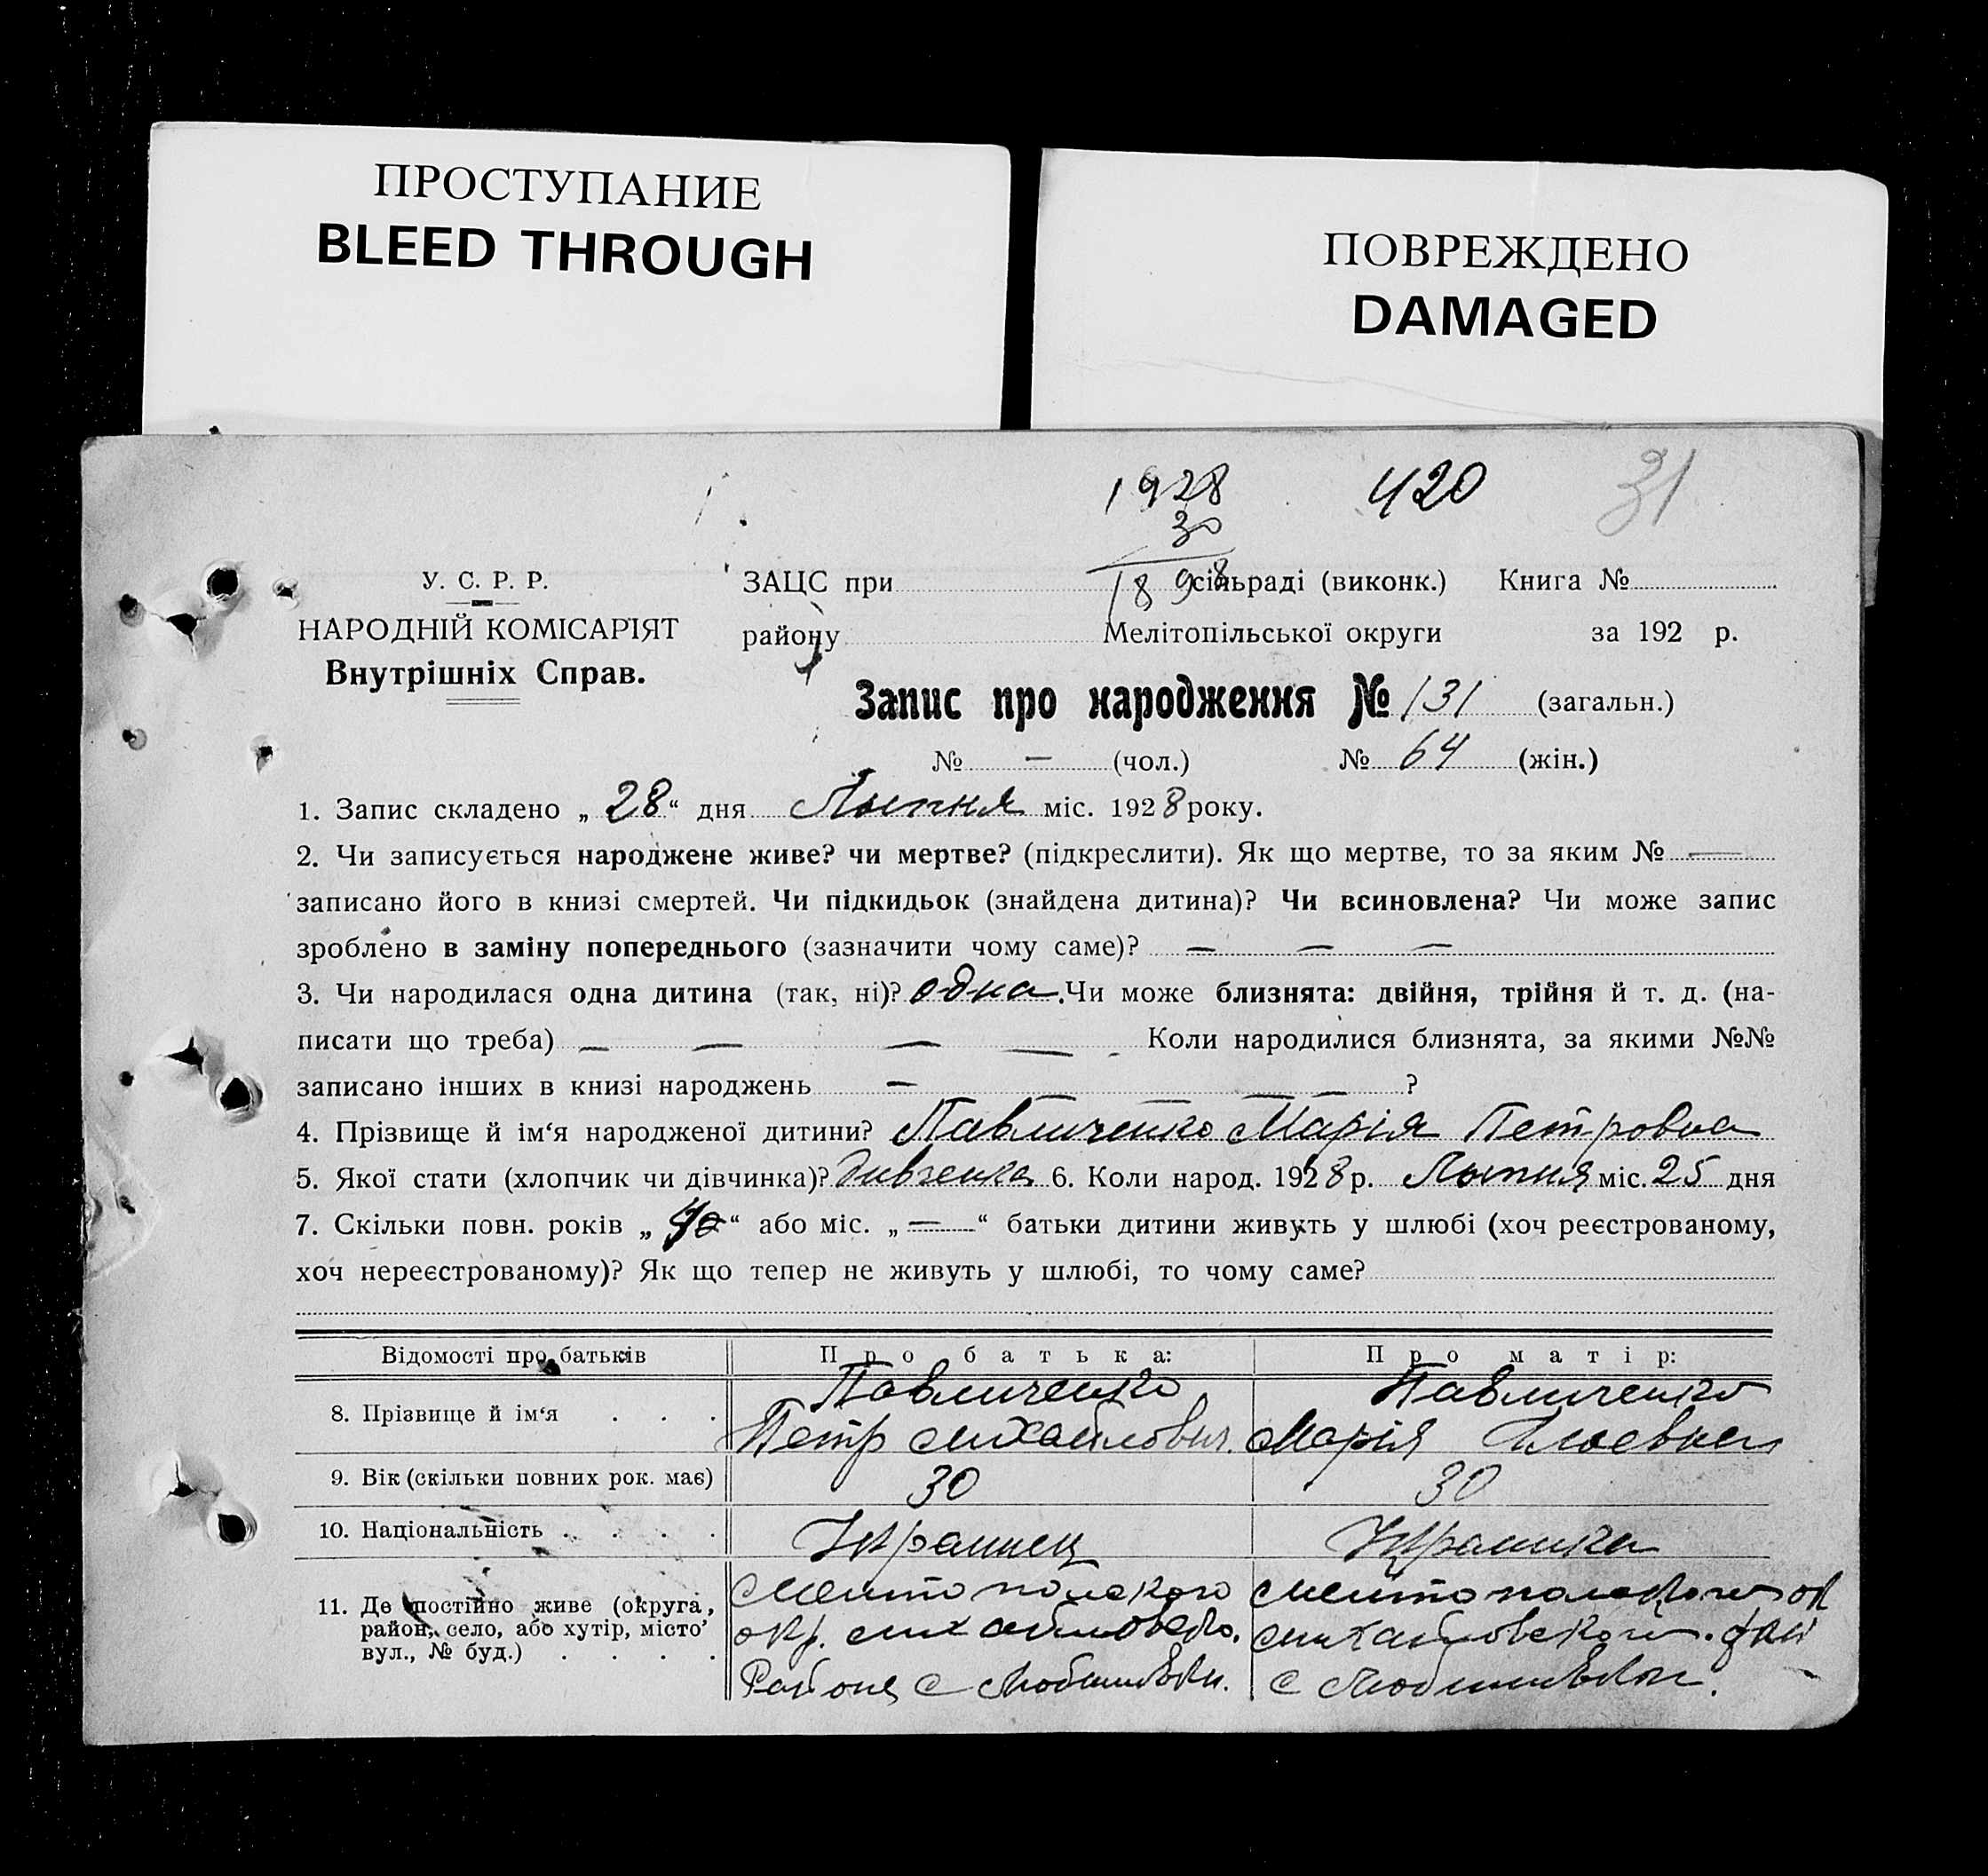 ПРОСТУПАНИЕ
BLEED THROUGH
ПОВРЕЖДЕНО
DAMAGED
1928 420 31
30
1898
У. С. Р. Р.
НАРОДНІЙ КОМІСАРІЯТ
Внутрішніх Справ.
ЗАЦС при сільраді (виконк.) Книга №
району Мелітопільської округи за 192 р.
Запис про народження № 131 (загальн.)
№ — (чол.) № 64 (жін.)
1. Запис складено „ 28 “ дня Липня міс. 1928 року.
2. Чи записується народжене живе? чи мертве? (підкреслити). Як що мертве, то за яким № —
записано його в книзі смертей. Чи підкидьок (знайдена дитина)? Чи всиновлена? Чи може запис
зроблено в заміну попереднього (зазначити чому саме)? — — —
3. Чи народилася одна дитина (так, ні)? одна. Чи може близнята: двійня, трійня й т. д. (на-
писати що треба) — — — — Коли народилися близнята, за якими №№
записано інших в книзі народжень — — — — — ?
4. Прізвище й ім‘я народженої дитини? Павличенко Марія Петровна
5. Якої стати (хлопчик чи дівчинка)? 6. Коли народ. 1928 р. Липня міс. 25 дня
7. Скільки повн. років „ “ або міс. „ — “ батьки дитини живуть у шлюбі (хоч реєстрованому,
хоч нереєстрованому)? Як що тепер не живуть у шлюбі, то чому саме?
Відомості про батьків Про батька: Про матір:
8. Прізвище й ім‘я . . . Павличенко Петр Михайлович. Павличенко Марія
9. Вік (скільки повних рок. має) 30 30
10. Національність . . . . Украинец Украинка
11. Де постійно живе (округа, район, село, або хутір, місто вул., № буд.) . . . .
окр.
Района с
с